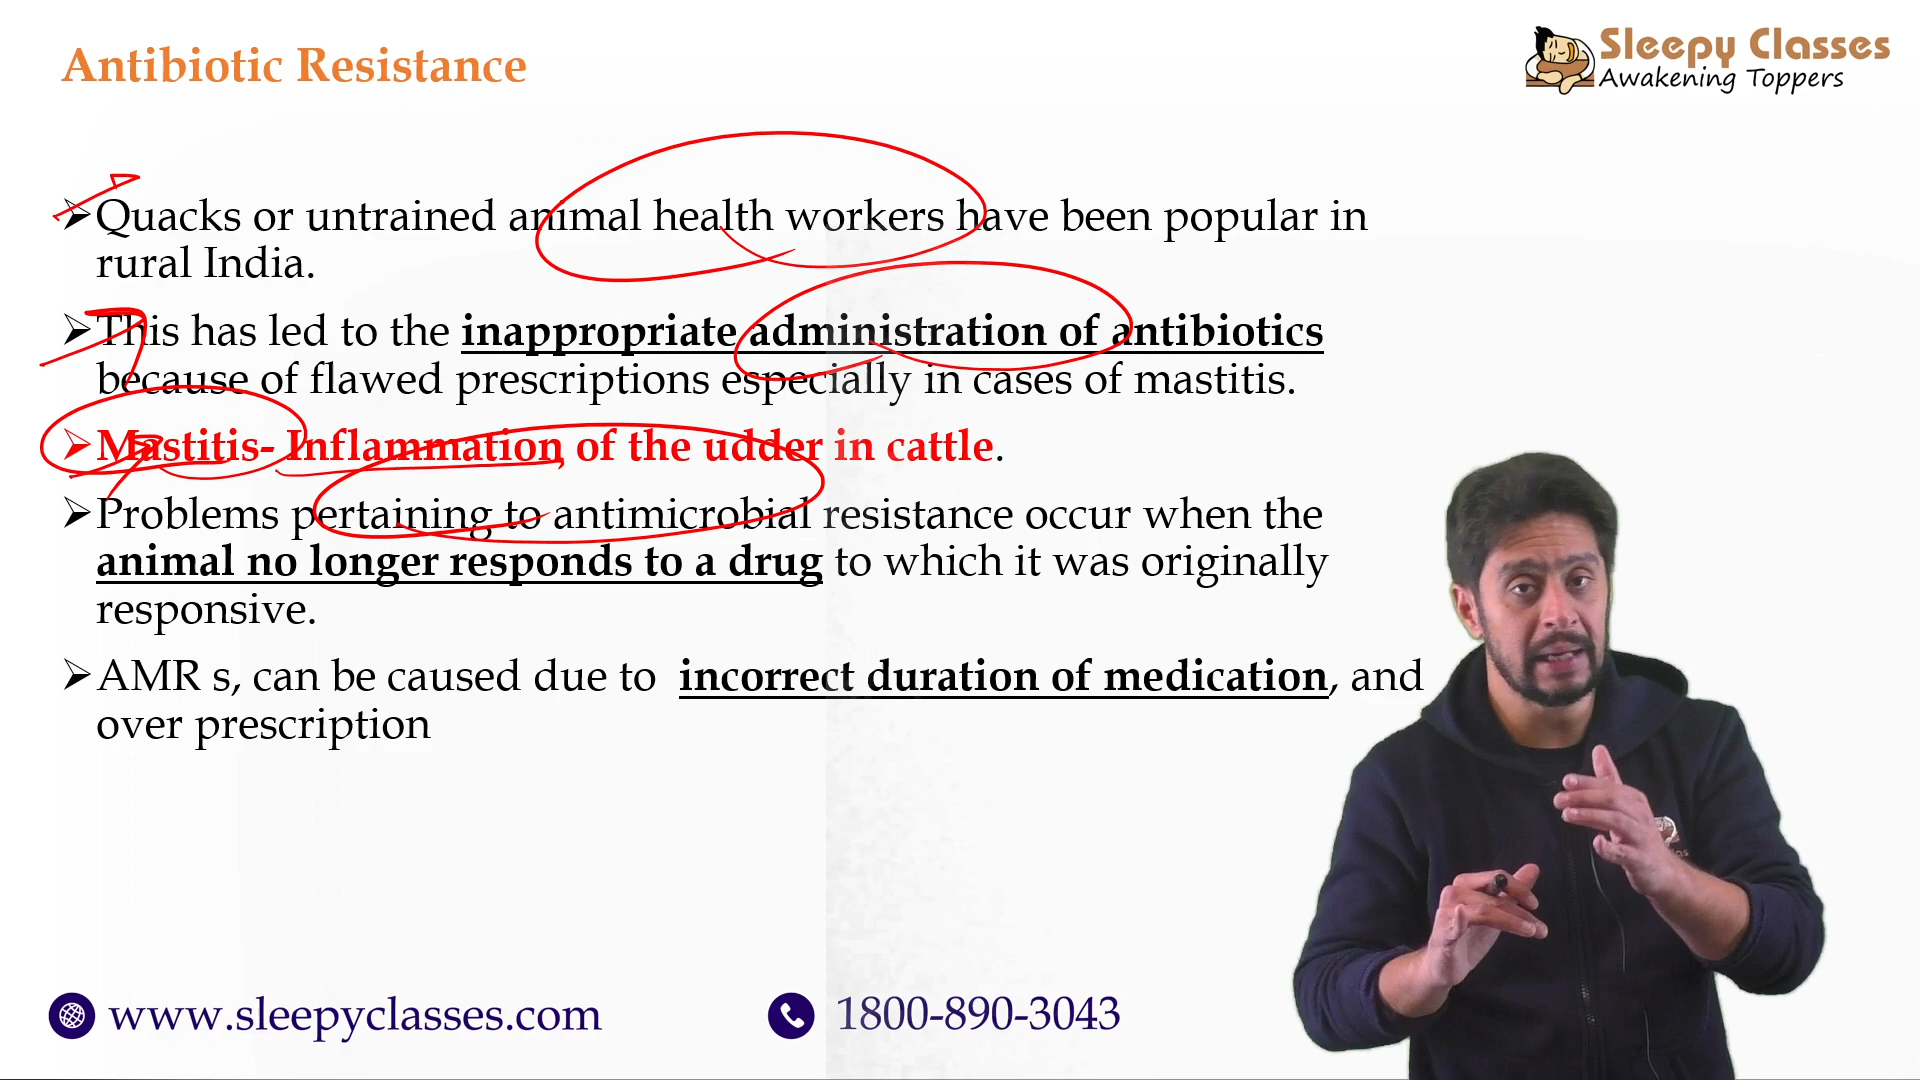 Antibiotic Resistance
Sleepy Classes
Awakening Toppers
➢Quacks or untrained animal health workers have been popular in
rural India.
➢This has led to the inappropriate administration of antibiotics
because of flawed prescriptions especially in cases of mastitis.
➢Mastitis- Inflammation of the udder in cattle.
➢Problems pertaining to antimicrobial resistance occur when the
animal no longer responds to a drug to which it was originally
responsive.
➢AMR s, can be caused due to incorrect duration of medication, and
over prescription
www.sleepyclasses.com
1800-890-3043